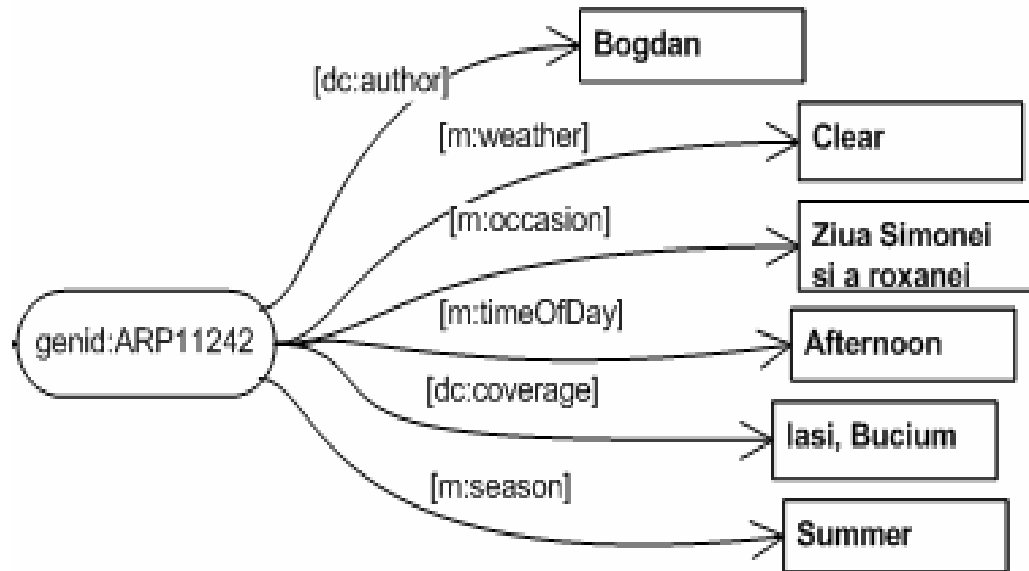 Bogdan
[dc:author]
[m:weather]
Clear
[m:occasion]
Ziua Simonei
si a roxanei
genid:ARP11242
[m:timeOfDay]
Afternoon
[dc:coverage]
Iasi, Bucium
[m:season]
Summer